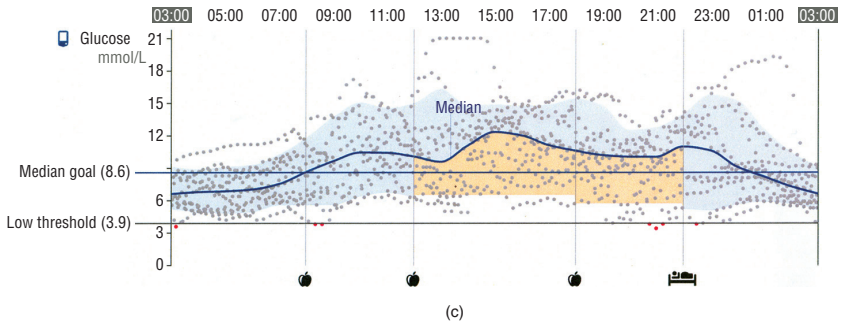 03:00 05:00 07:00 09:00 11:00 13:00 15:00 17:00 19:00 21:00 23:00 01:00 03:00
Glucose
mmol/L
21
18
15
12
Median
Median goal (8.6)
6
Low threshold (3.9)
3
0
(c)